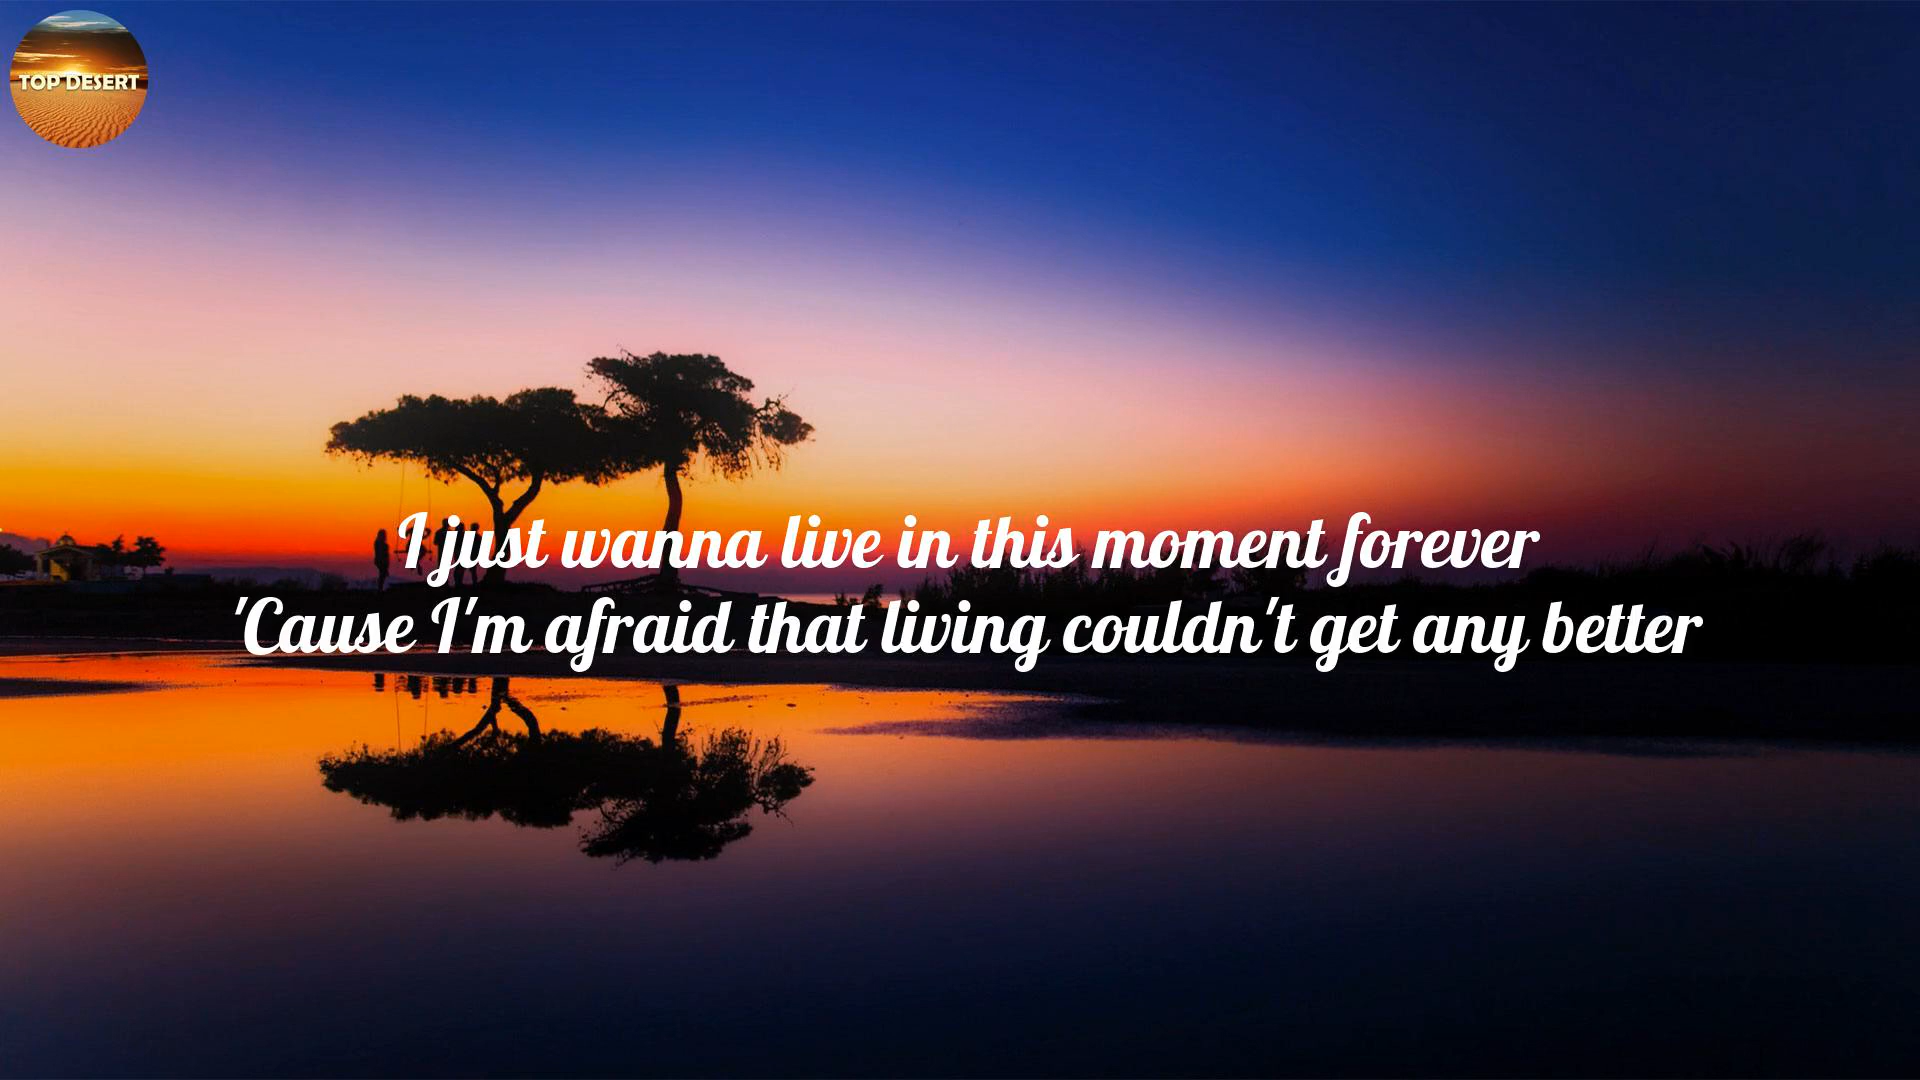 TOP DESERT
I just wanna live in this moment forever
'Cause I'm afraid that living couldn't get any better